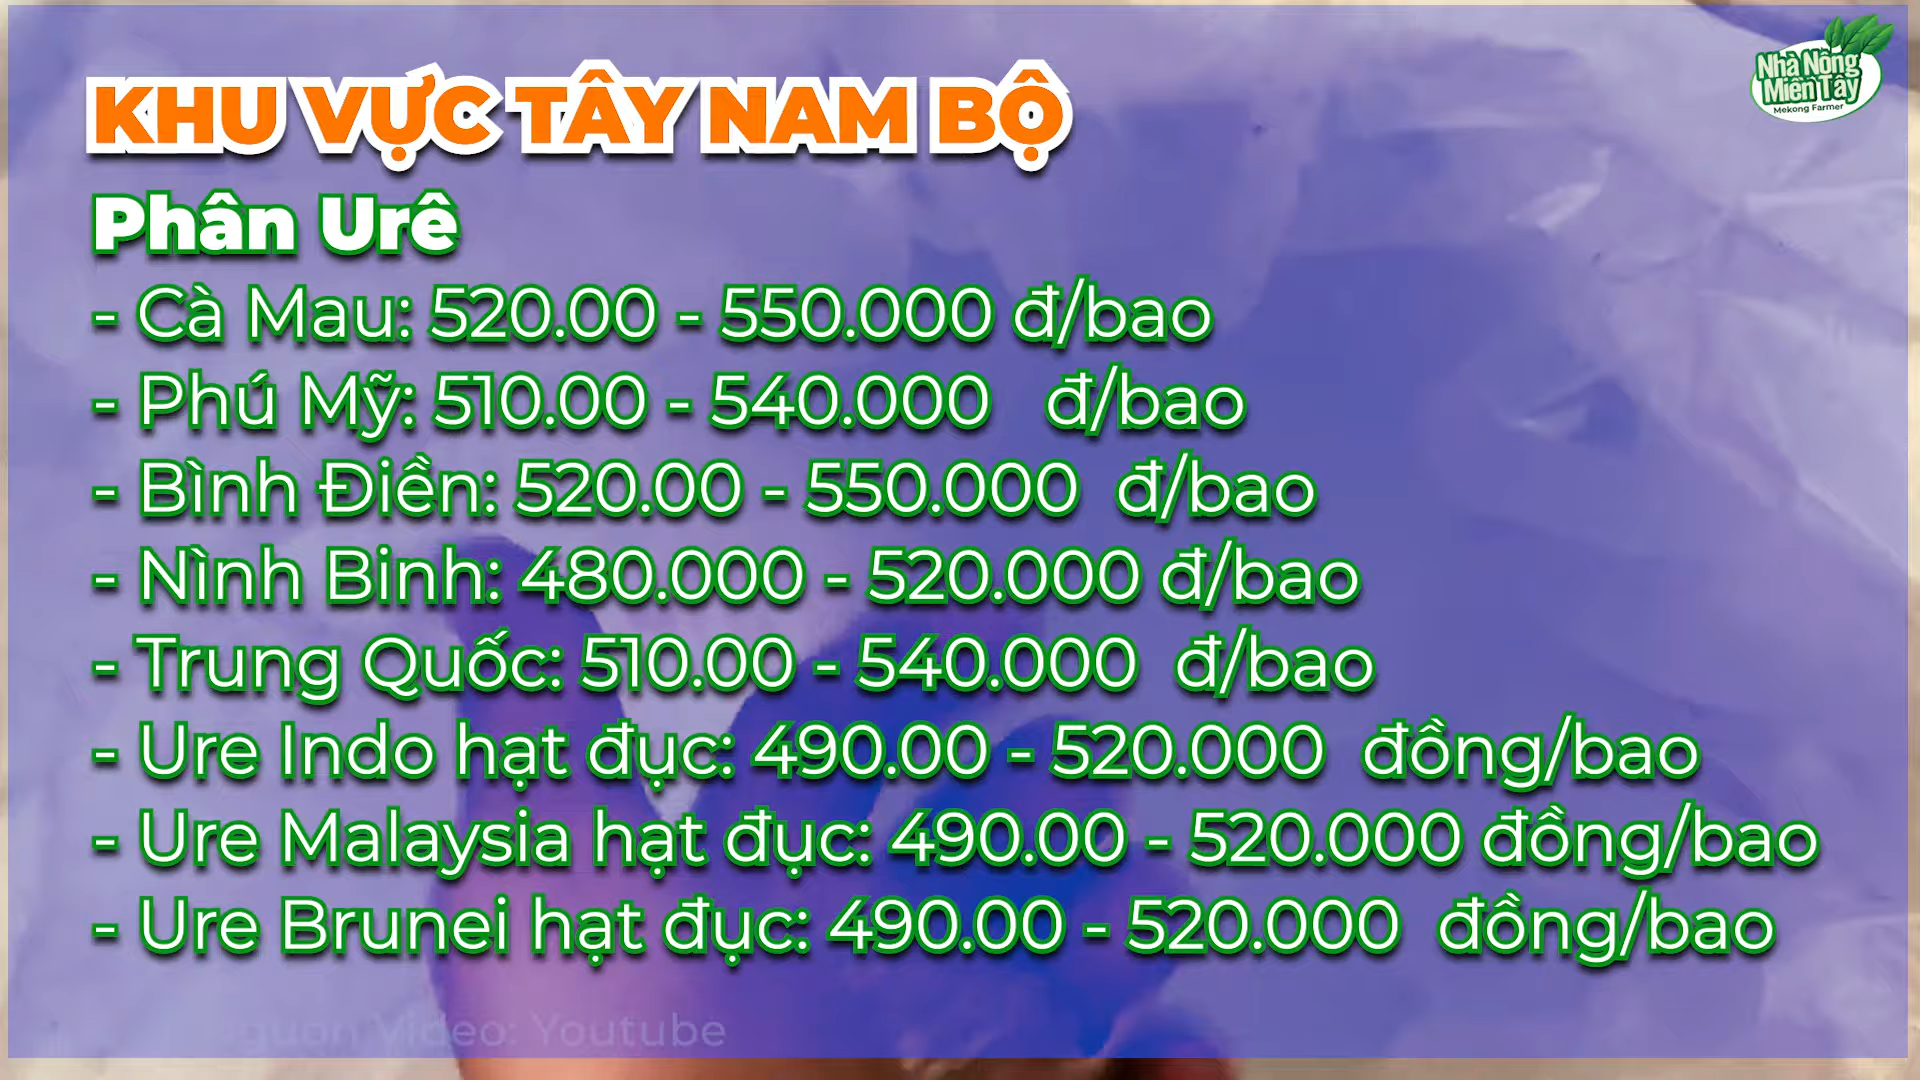 Nhà Nông
Miền Tây
Mekong Farmer
KHU VỰC TÂY NAM BỘ
Phân Urê
- Cà Mau: 520.00 - 550.000 đ/bao
- Phú Mỹ: 510.00 - 540.000 đ/bao
- Bình Điền: 520.00 - 550.000 đ/bao
- Nình Binh: 480.000 - 520.000 đ/bao
- Trung Quốc: 510.00 - 540.000 đ/bao
- Ure Indo hạt đục: 490.00 - 520.000 đồng/bao
- Ure Malaysia hạt đục: 490.00 - 520.000 đồng/bao
- Ure Brunei hạt đục: 490.00 - 520.000 đồng/bao
Video: Youtube